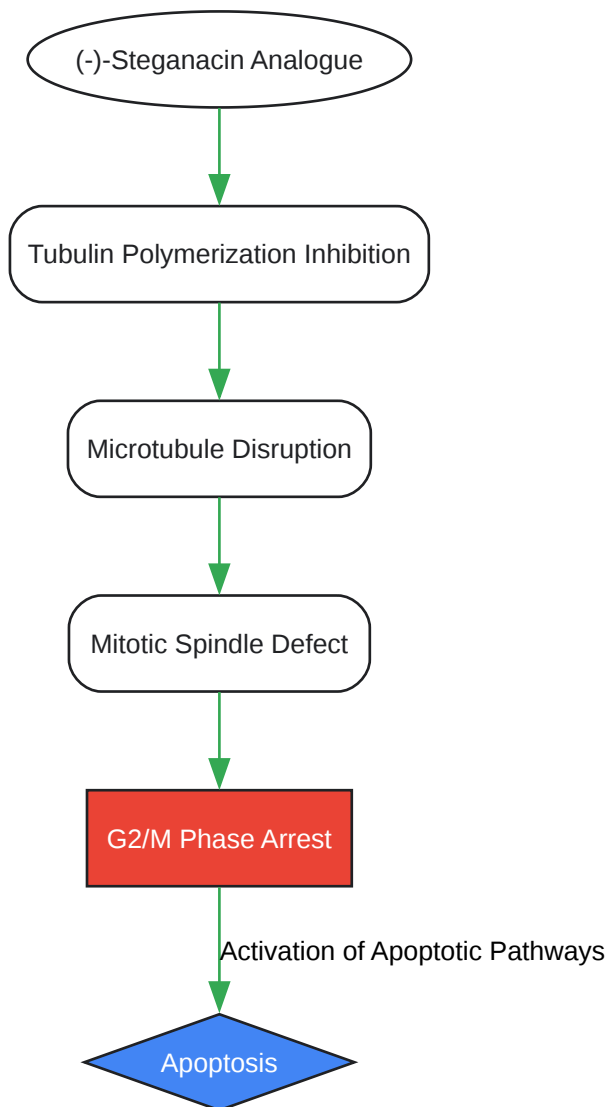 (-)-Steganacin Analogue
Tubulin Polymerization Inhibition
Microtubule Disruption
Mitotic Spindle Defect
G2/M Phase Arrest
Activation of Apoptotic Pathways
Apoptosis